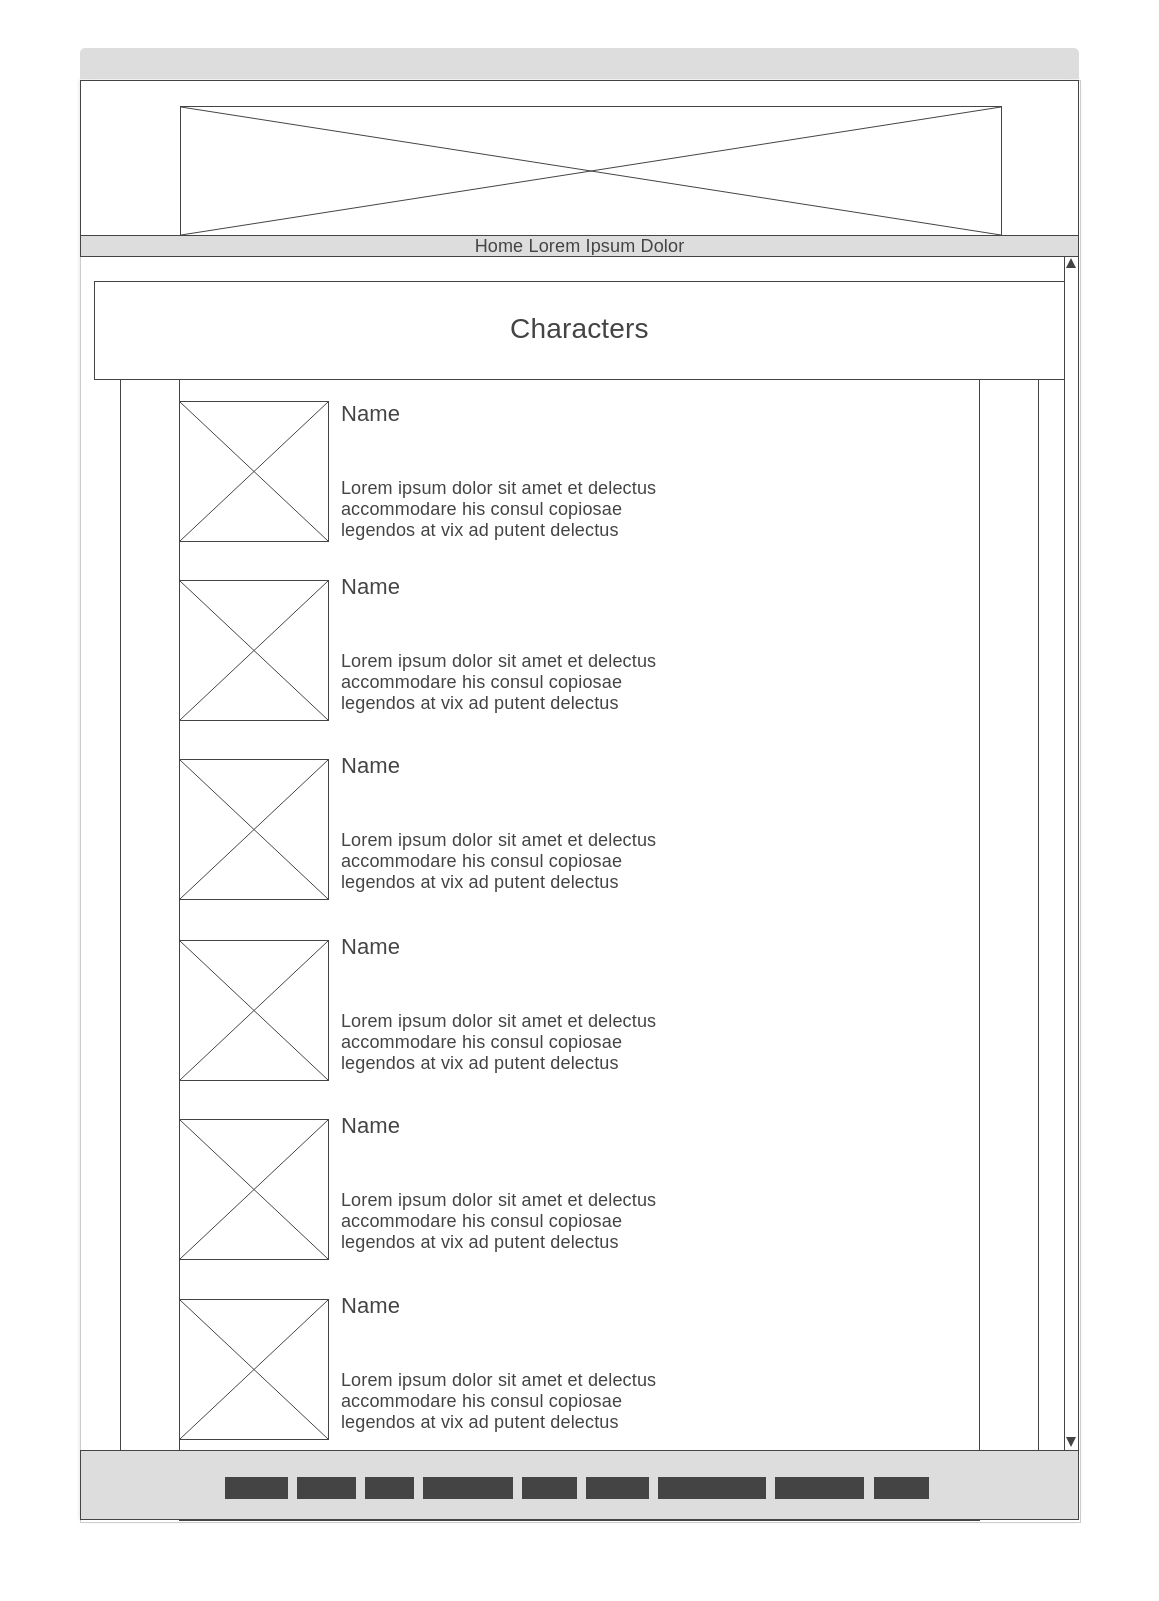 Home Lorem Ipsum Dolor
Characters
Name
Lorem ipsum dolor sit amet et delectus
accommodare his consul copiosae
legendos at vix ad putent delectus
Name
Lorem ipsum dolor sit amet et delectus
accommodare his consul copiosae
legendos at vix ad putent delectus
Name
Lorem ipsum dolor sit amet et delectus
accommodare his consul copiosae
legendos at vix ad putent delectus
Name
Lorem ipsum dolor sit amet et delectus
accommodare his consul copiosae
legendos at vix ad putent delectus
Name
Lorem ipsum dolor sit amet et delectus
accommodare his consul copiosae
legendos at vix ad putent delectus
Name
Lorem ipsum dolor sit amet et delectus
accommodare his consul copiosae
legendos at vix ad putent delectus